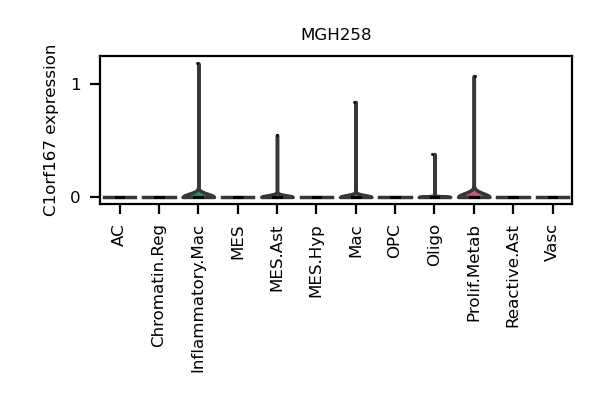 MGH258
C1orf167 expression
1
0
AC
Chromatin.Reg
Inflammatory.Mac
MES
MES.Ast
MES.Hyp
Mac
OPC
Oligo
Prolif.Metab
Reactive.Ast
Vasc